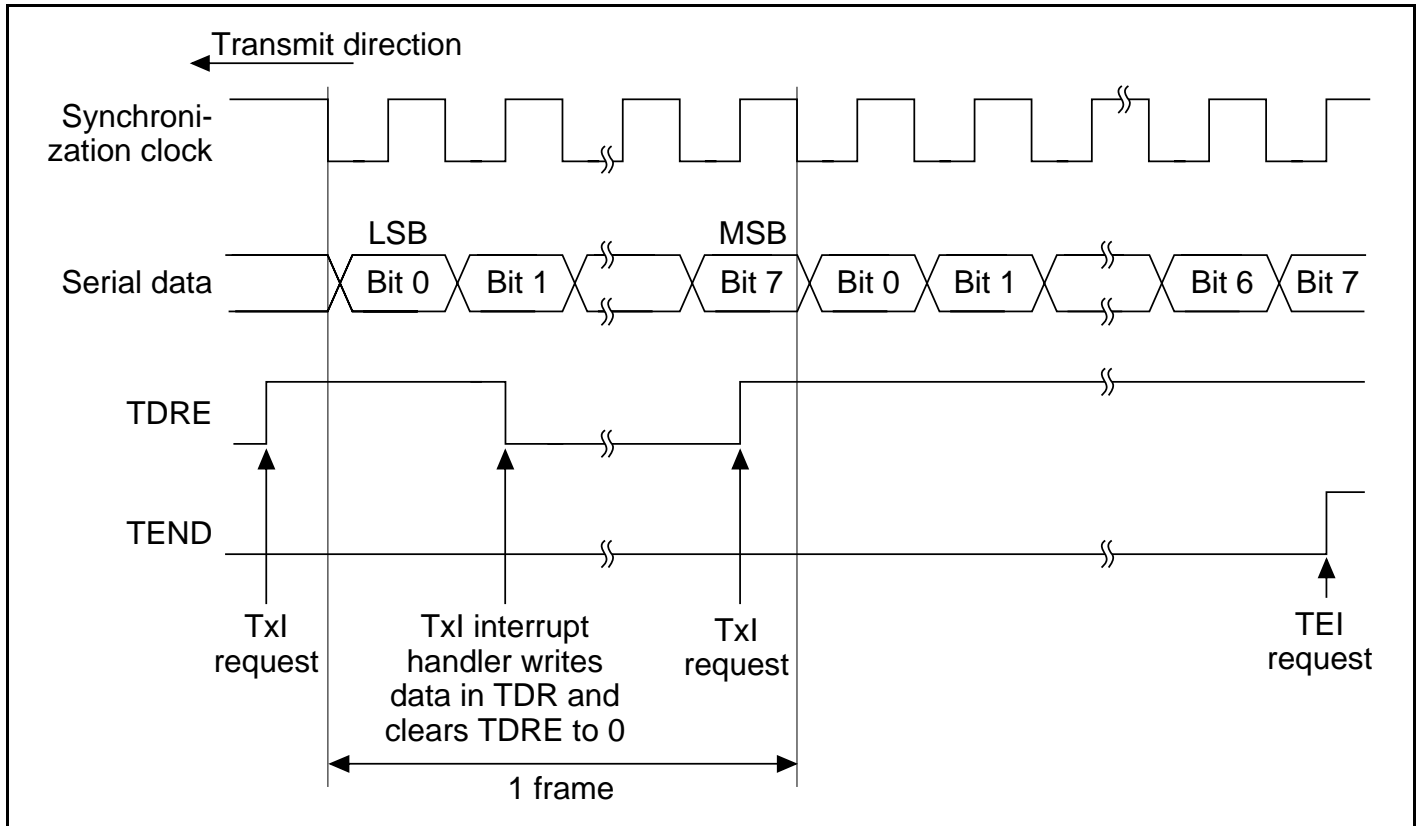 Transmit direction
Synchroni-
zation clock
LSB
MSB
Serial data
Bit 0
Bit 1
Bit 7
Bit 0
Bit 1
Bit 6
Bit 7
TDRE
TEND
TxI
request
TxI interrupt
handler writes
data in TDR and
clears TDRE to 0
TxI
request
TEI
request
1 frame